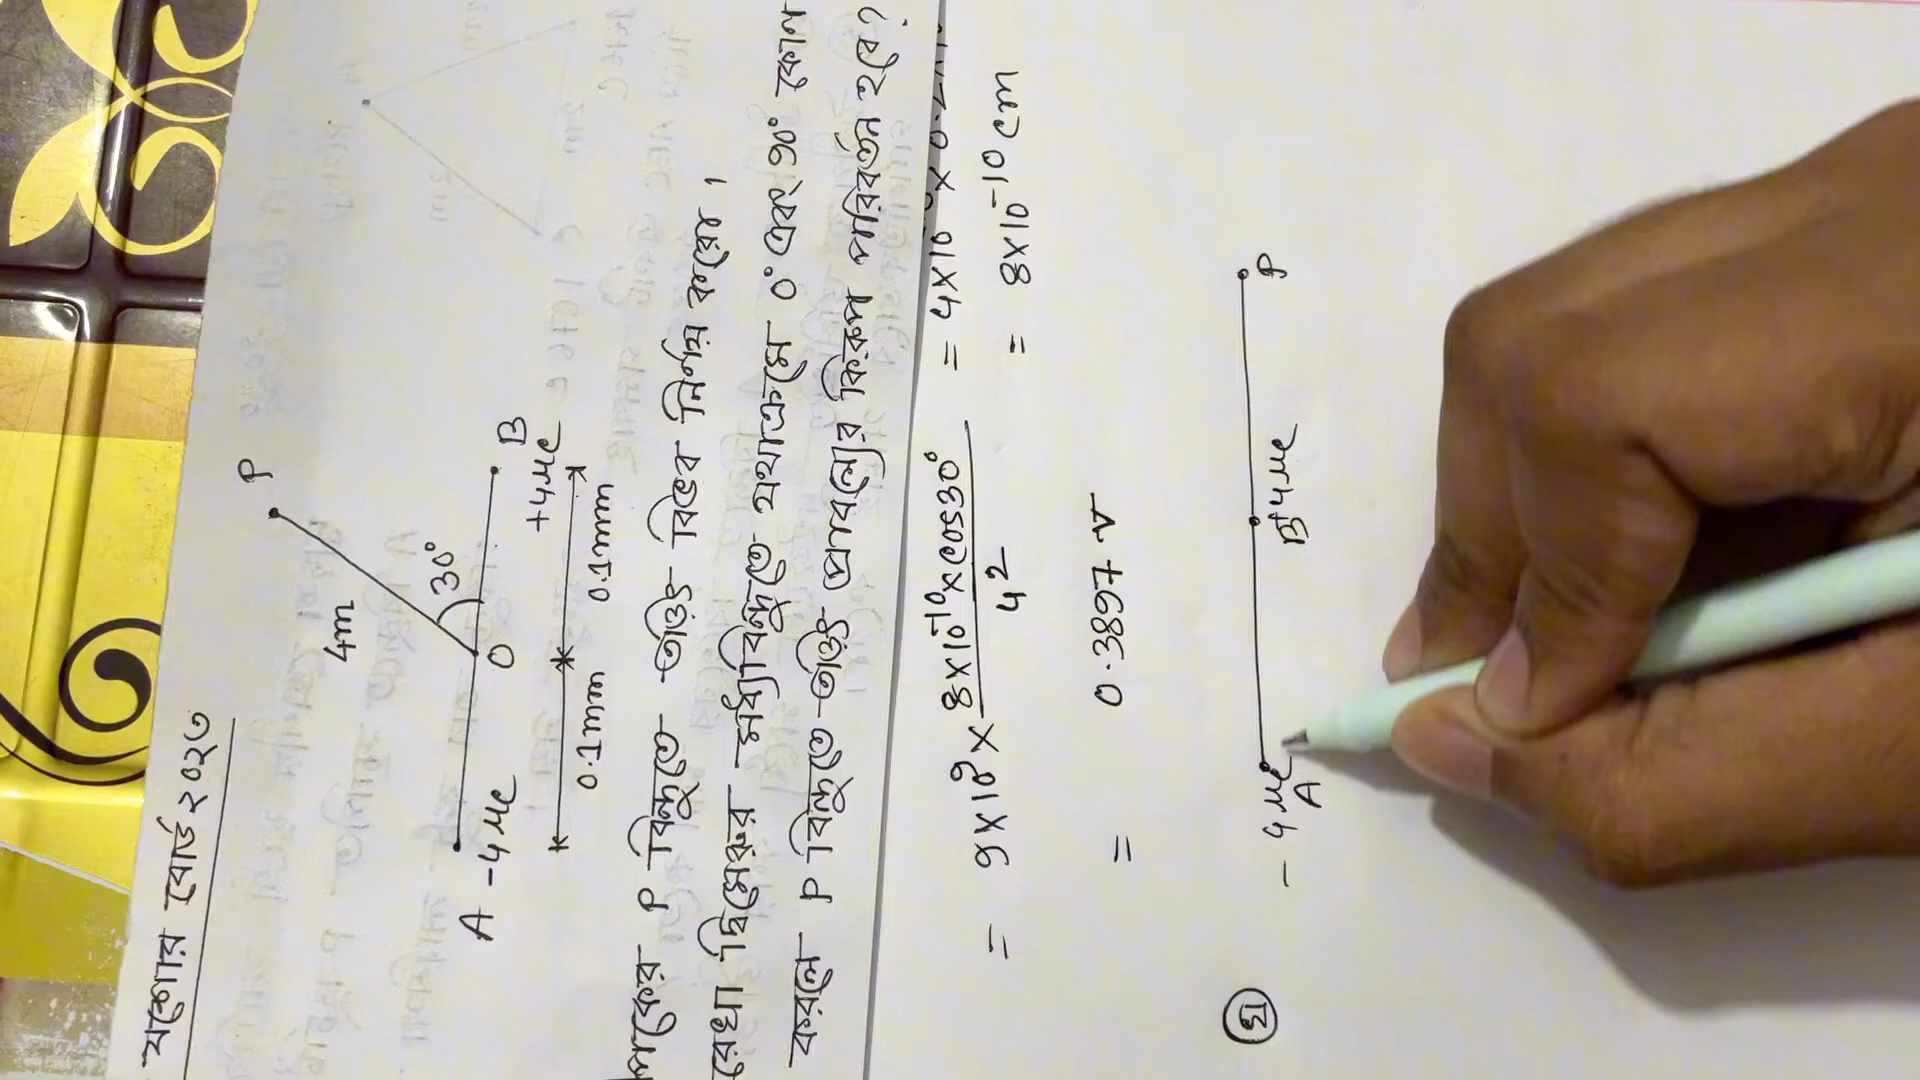 যশোর বোর্ড ২০২৩
P
4m
30°
A -4μc
O
B
+4μc
0.1mm
0.1mm
P বিন্দুতে তড়িৎ বিভব নির্ণয় করো ।
দ্বিমেরুর মধ্যবিন্দুতে যথাক্রমে 0° এবং 90° কোণে
করলে P বিন্দুতে তড়িৎ প্রাবল্যের কিরূপ পরিবর্তন হবে?
= 9×10⁹ × 8×10⁻¹⁰ × cos30° / 4²
= 8×10⁻¹⁰ cm
= 0.3897 V
ঘ
-4μc
A
B
+4μc
P